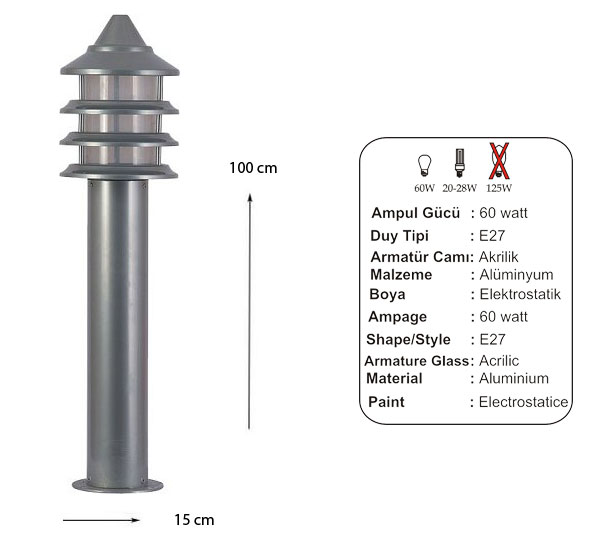 100 cm
15 cm
60W 20-28W 125W
Ampul Gücü : 60 watt
Duy Tipi : E27
Armatür Camı: Akrilik
Malzeme : Alüminyum
Boya : Elektrostatik
Ampage : 60 watt
Shape/Style : E27
Armature Glass: Acrilic
Material : Aluminium
Paint : Electrostatice